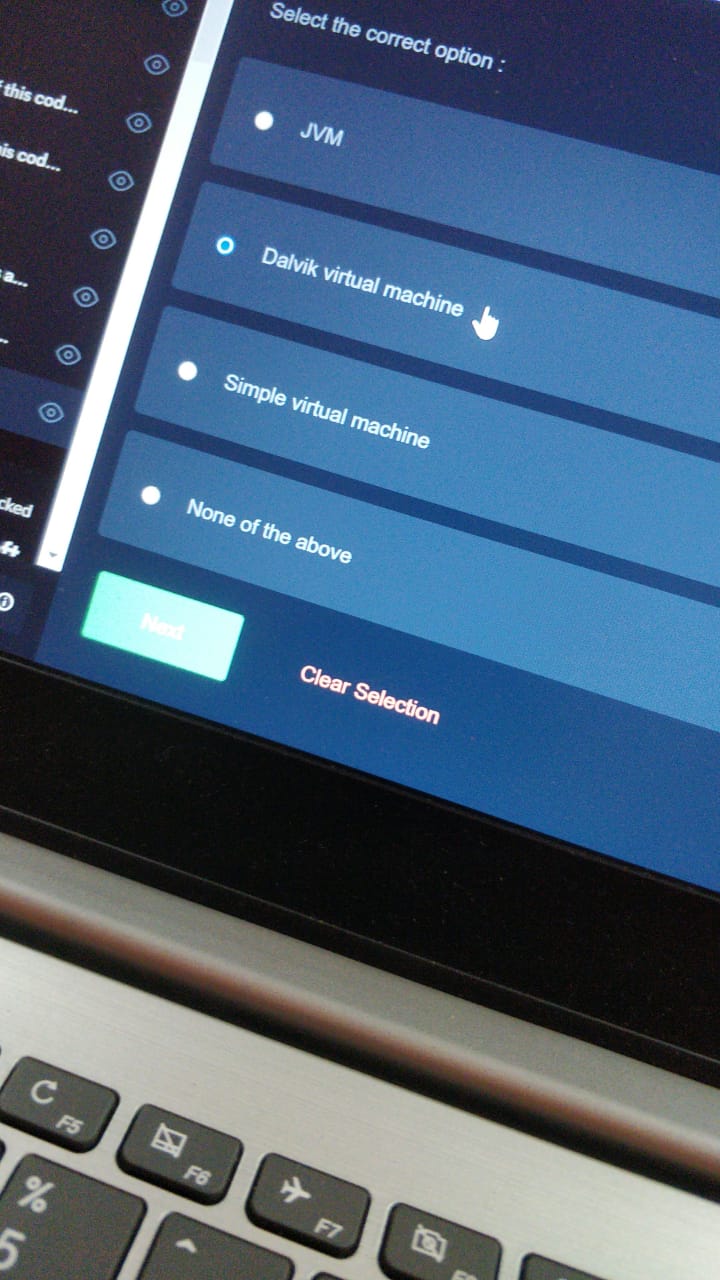 Select the correct option :
JVM
Dalvik virtual machine
Simple virtual machine
None of the above
Next
Clear Selection
this cod...
is cod...
a...
cked
F5
F6
F7
%
5
^